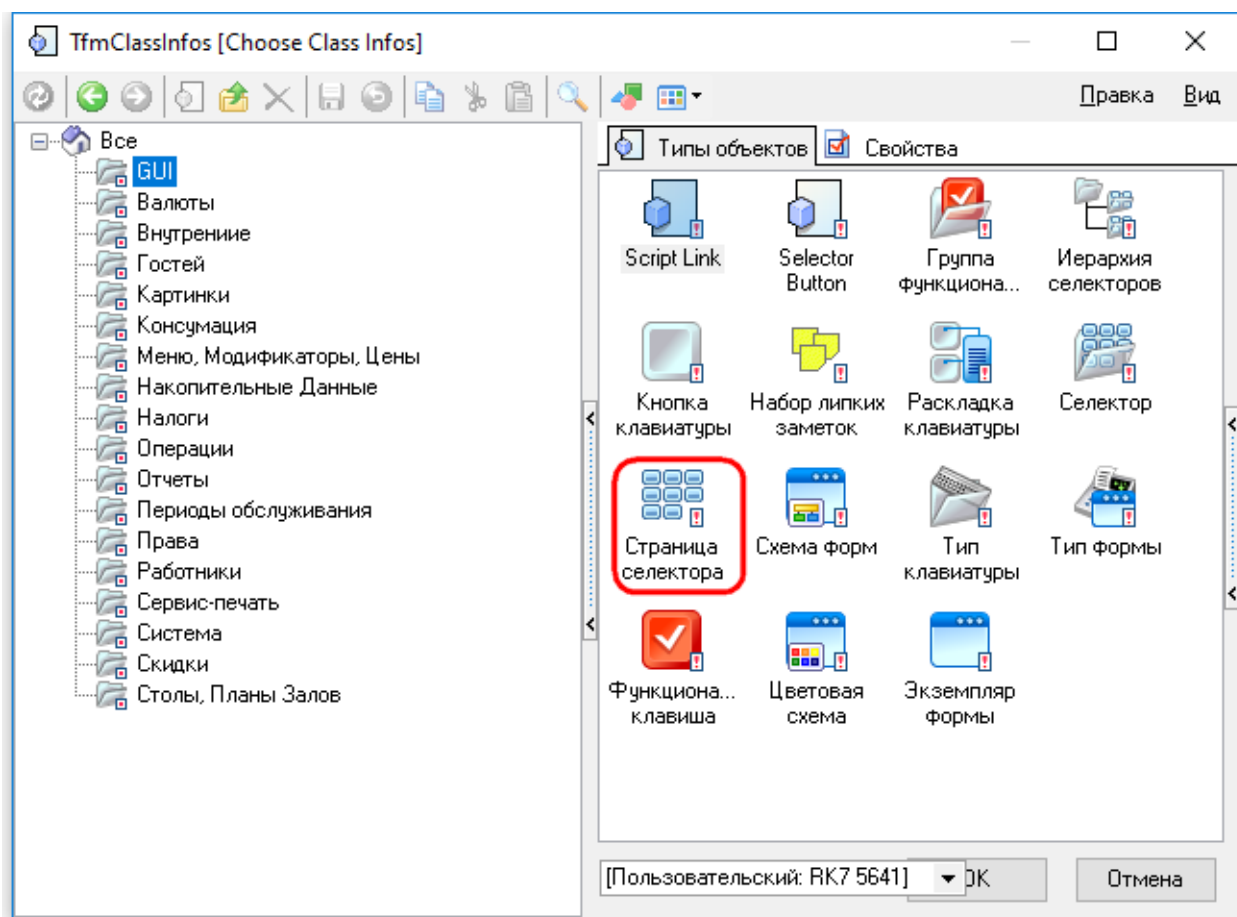 TfmClassInfos [Choose Class Infos]
Правка Вид
Все
GUI
Валюты
Внутрениие
Гостей
Картинки
Консумация
Меню, Модификаторы, Цены
Накопительные Данные
Налоги
Операции
Отчеты
Периоды обслуживания
Права
Работники
Сервис-печать
Система
Скидки
Столы, Планы Залов
Типы объектов Свойства
Script Link
Selector
Button
Группа
функциона...
Иерархия
селекторов
Кнопка
клавиатуры
Набор липких
заметок
Раскладка
клавиатуры
Селектор
Страница
селектора
Схема форм
Тип
клавиатуры
Тип формы
Функциона...
клавиша
Цветовая
схема
Экземпляр
формы
[Пользовательский: RK7 5641] OK Отмена